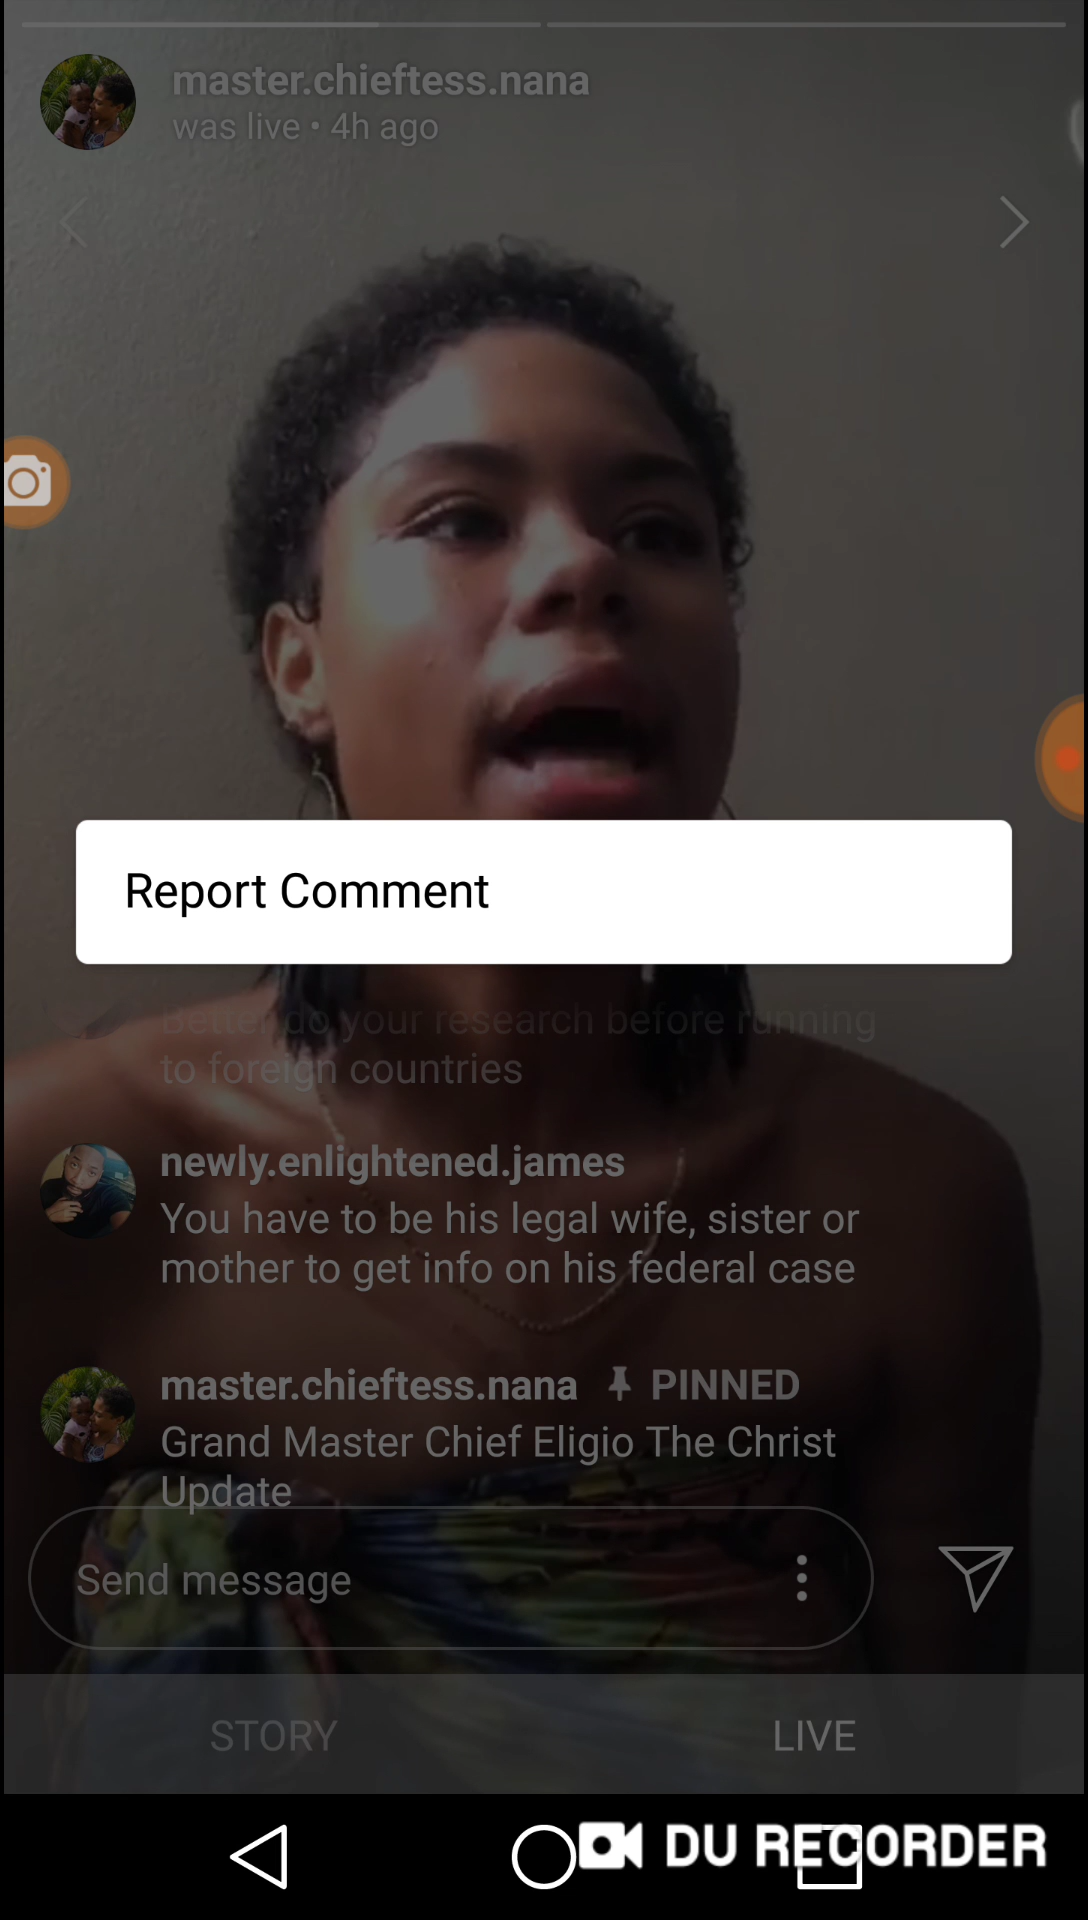 master.chieftess.nana
was live • 4h ago
Report Comment
Better do your research before running
to foreign countries
newly.enlightened.james
You have to be his legal wife, sister or
mother to get info on his federal case
master.chieftess.nana PINNED
Grand Master Chief Eligio The Christ
Update
Send message
STORY
LIVE
DU RECORDER